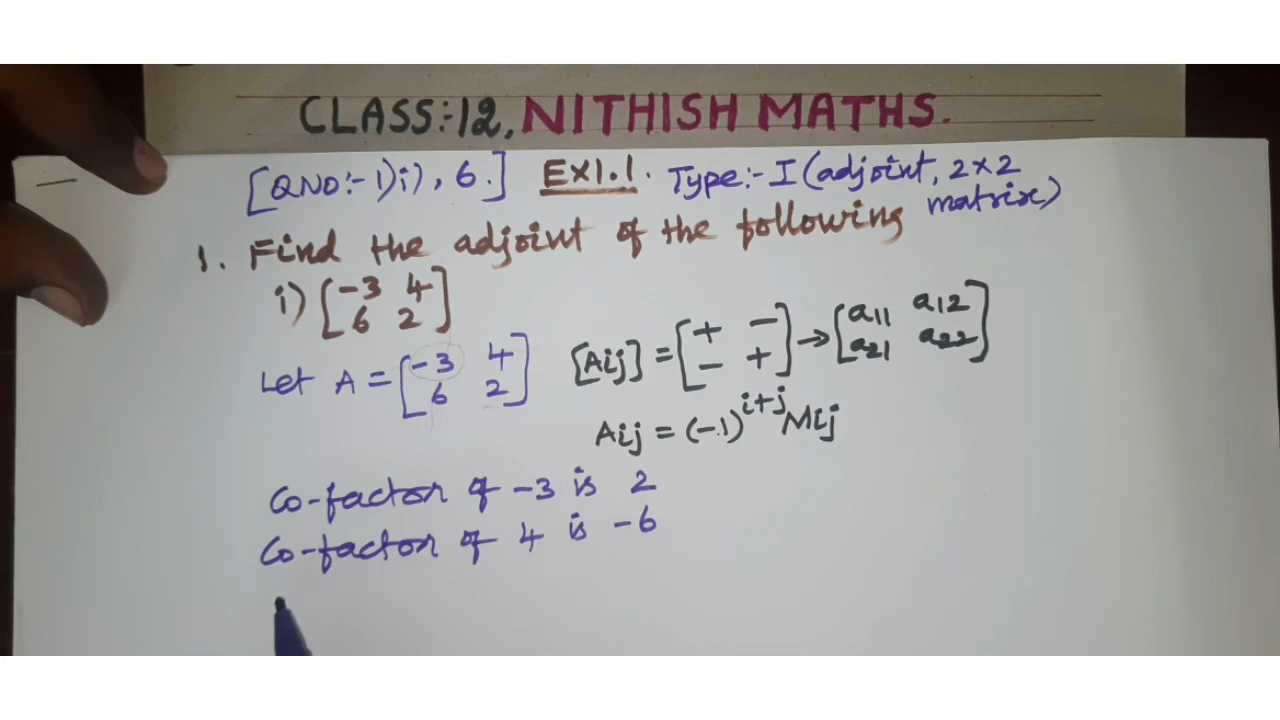 CLASS:-12, NITHISH MATHS.
[QNO:-1)i), 6.] EX1.1. Type:-I (adjoint, 2×2 matrix)
1. Find the adjoint of the following
i) [-3 4
6 2]
Let A = [-3 4
6 2]
[Aij] = [+ -
- +] → [a11 a12
a21 a22]
Aij = (-1)^i+j Mij
Co-factor of -3 is 2
Co-factor of 4 is -6